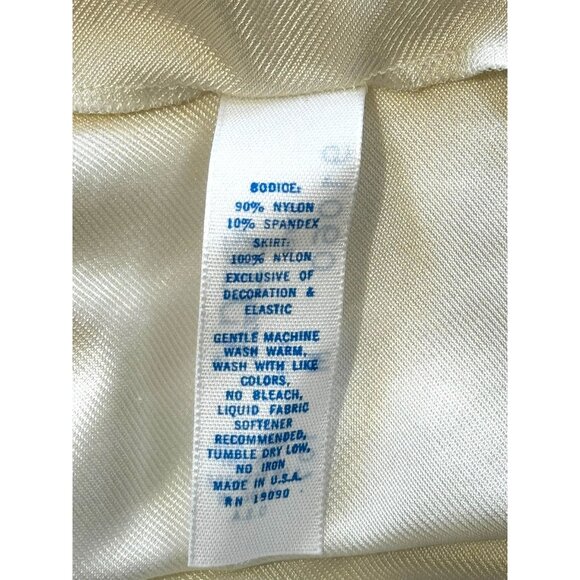 BODICE:
90% NYLON
10% SPANDEX
SKIRT:
100% NYLON
EXCLUSIVE OF
DECORATION &
ELASTIC
GENTLE MACHINE
WASH WARM,
WASH WITH LIKE
COLORS,
NO BLEACH,
LIQUID FABRIC
SOFTENER
RECOMMENDED,
TUMBLE DRY LOW,
NO IRON
MADE IN U.S.A.
RN 19090